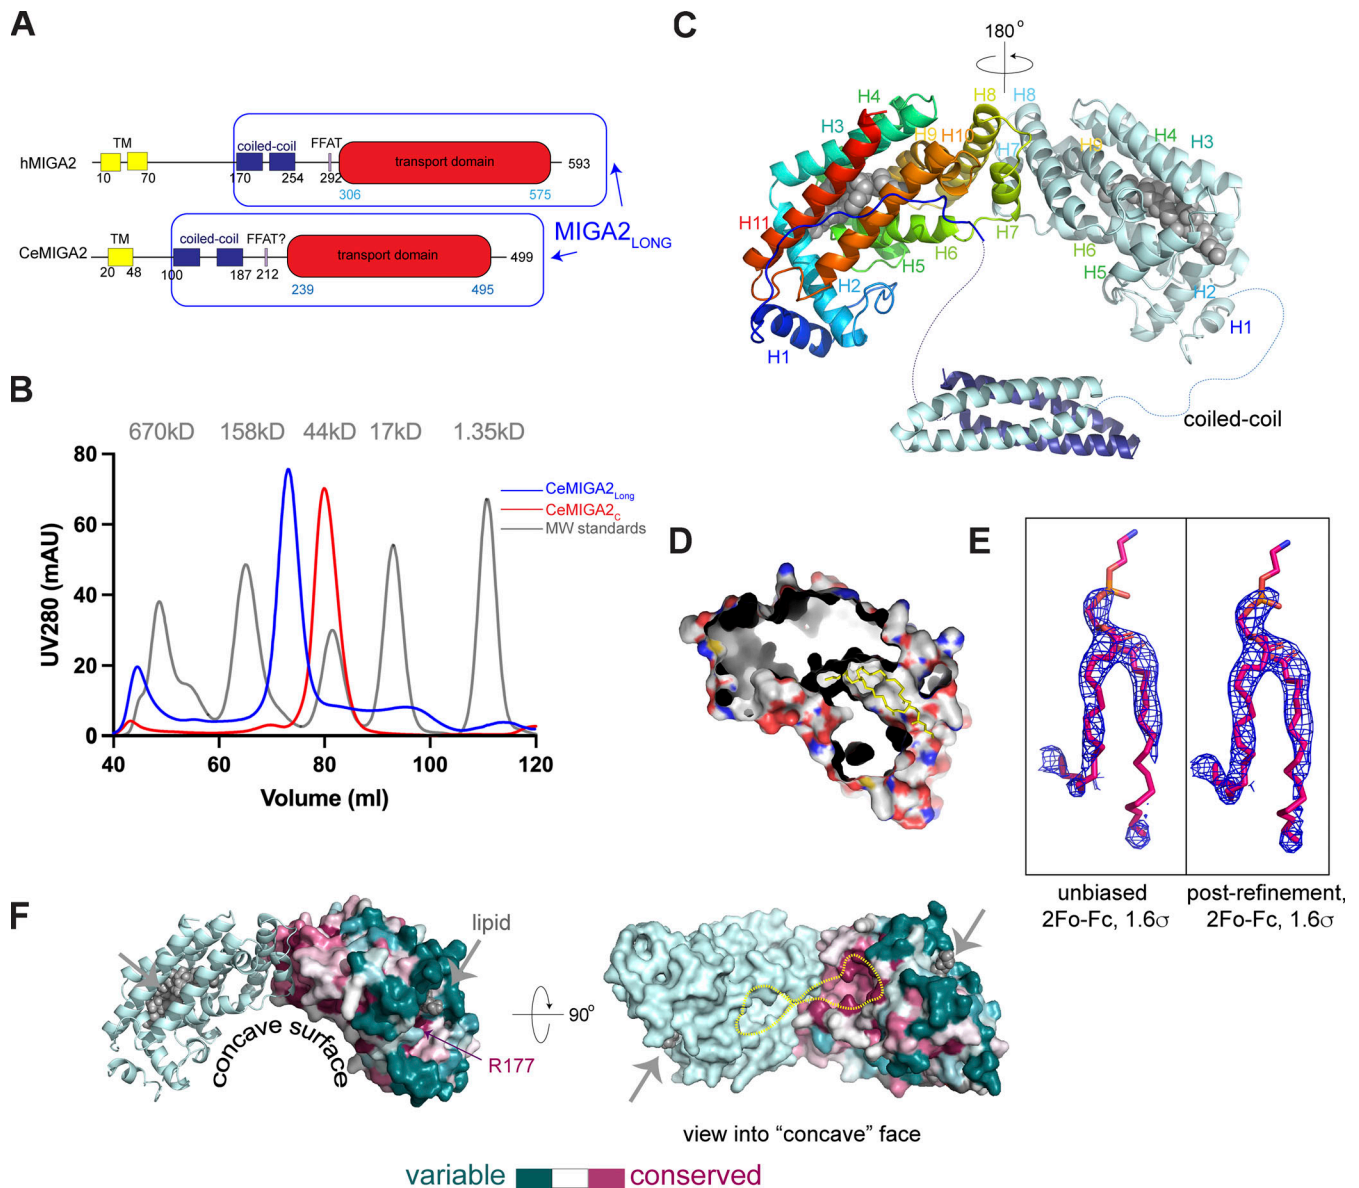 A
TM
coiled-coil
FFAT
hMIGA2
transport domain
593
10
70
170
254
292
306
575
MIGA2LONG
CeMIGA2
TM
coiled-coil
FFAT?
transport domain
499
20
48
100
187
212
239
495
B
670kD
158kD
44kD
17kD
1.35kD
80
60
40
20
0
UV280 (mAU)
CeMIGA2Long
CeMIGA2C
MW standards
40
60
80
100
120
Volume (ml)
C
180°
H4
H3
H8
H8
H9
H10
H7
H9
H4
H3
H11
H5
H6
H7
H6
H5
H2
H2
H1
H1
coiled-coil
D
E
unbiased
2Fo-Fc, 1.6σ
post-refinement,
2Fo-Fc, 1.6σ
F
lipid
concave surface
R177
90°
view into “concave” face
variable
conserved